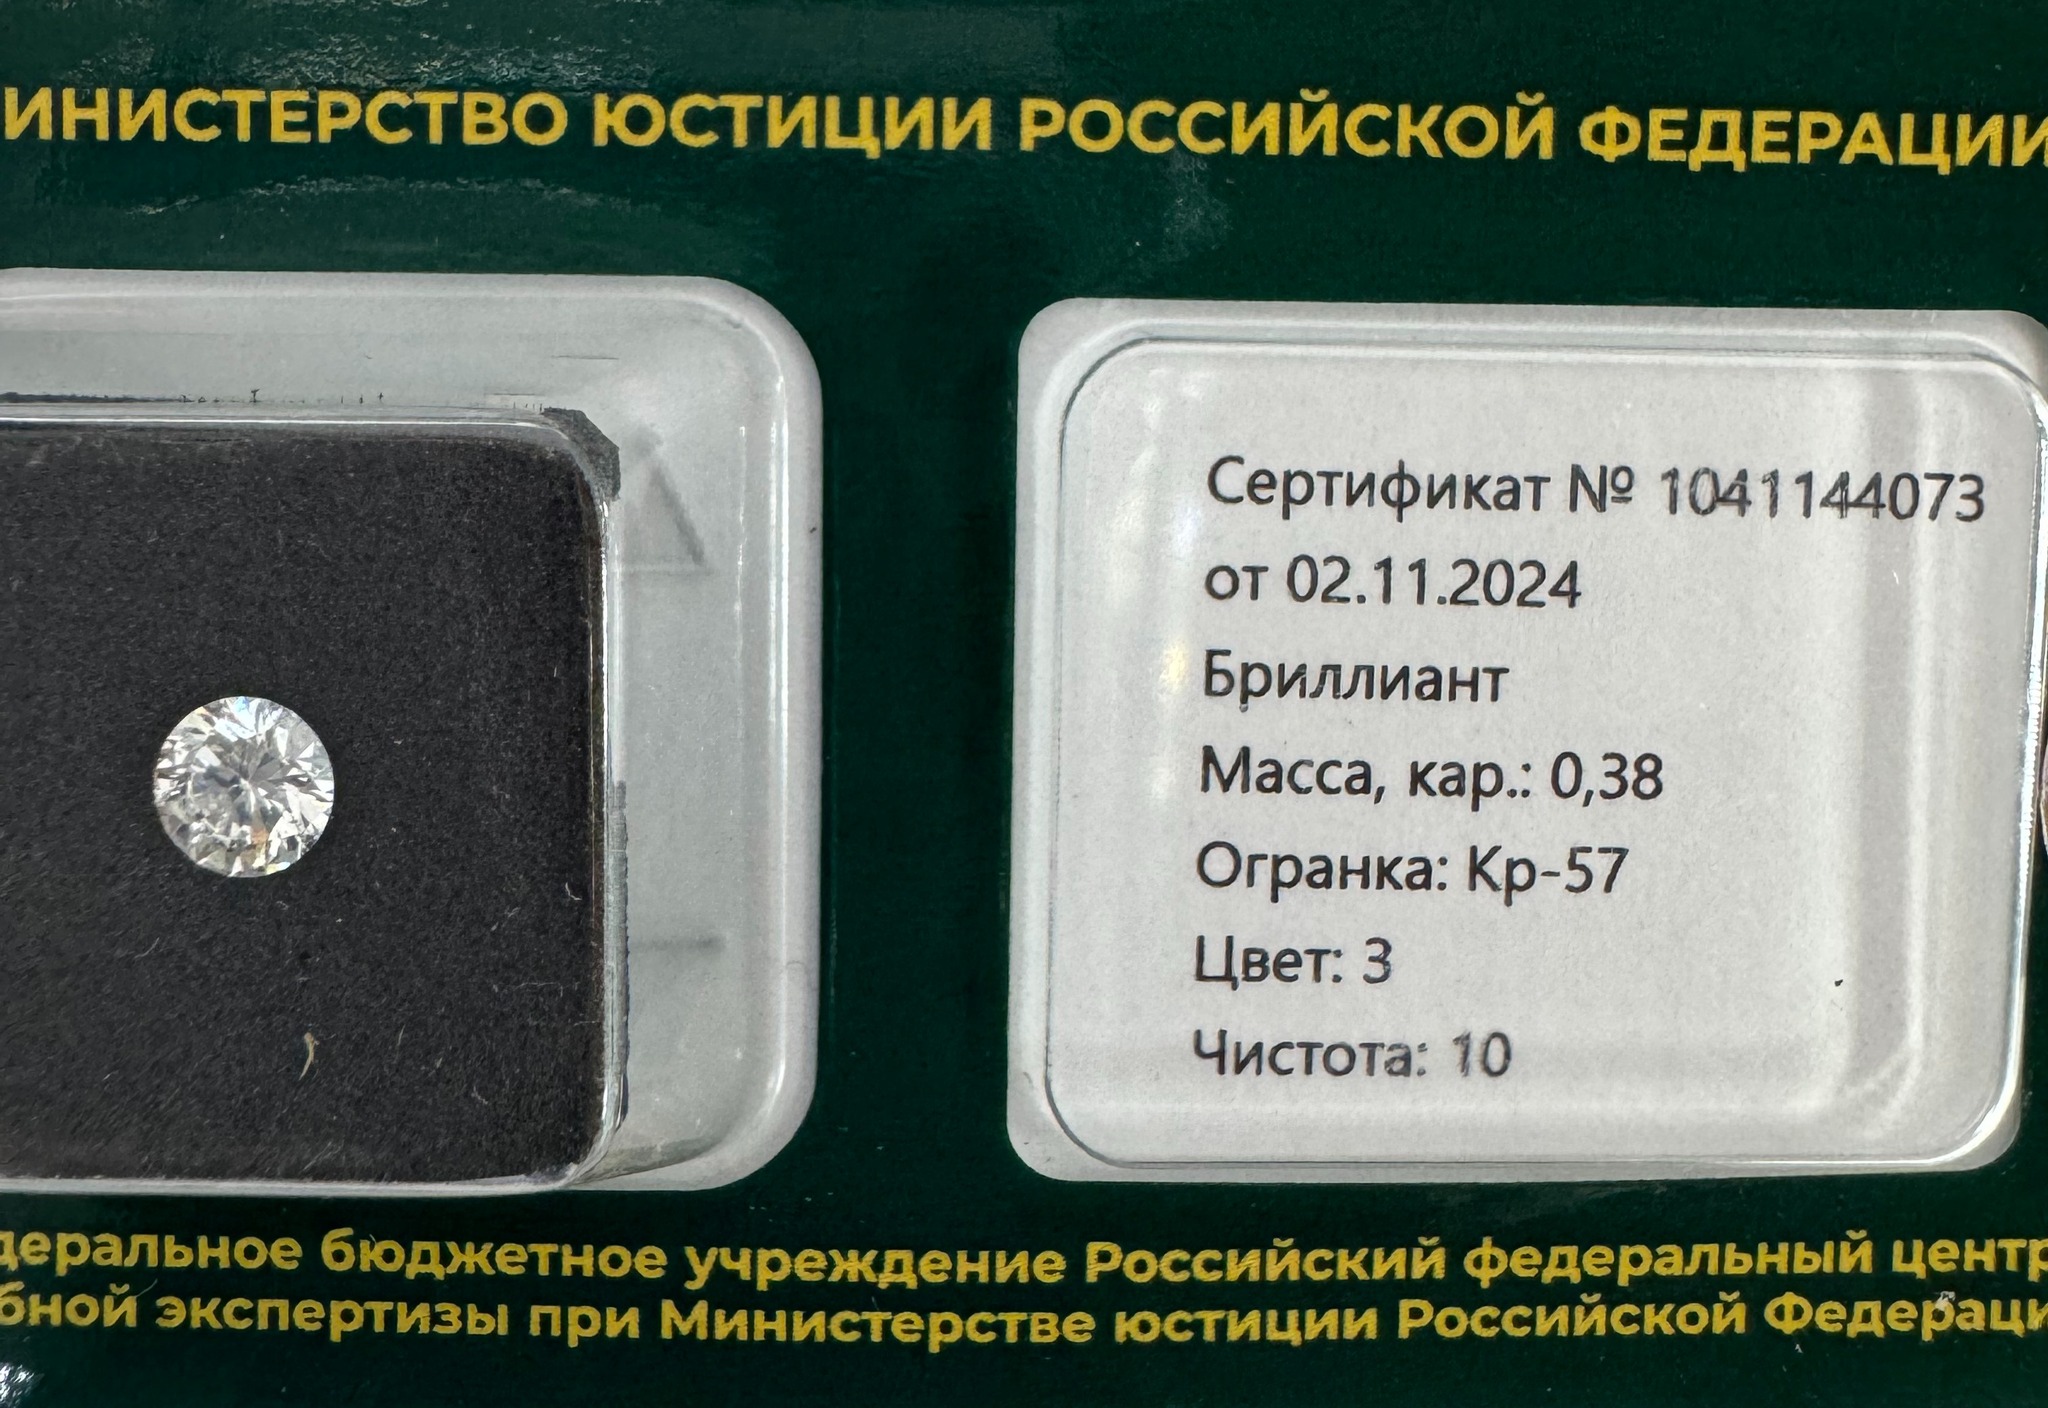 ИНИСТЕРСТВО ЮСТИЦИИ РОССИЙСКОЙ ФЕДЕРАЦИИ
Сертификат № 1041144073
от 02.11.2024
Бриллиант
Масса, кар.: 0,38
Огранка: Кр-57
Цвет: 3
Чистота: 10
деральное бюджетное учреждение Российский федеральный центр
бной экспертизы при Министерстве юстиции Российской Федераци